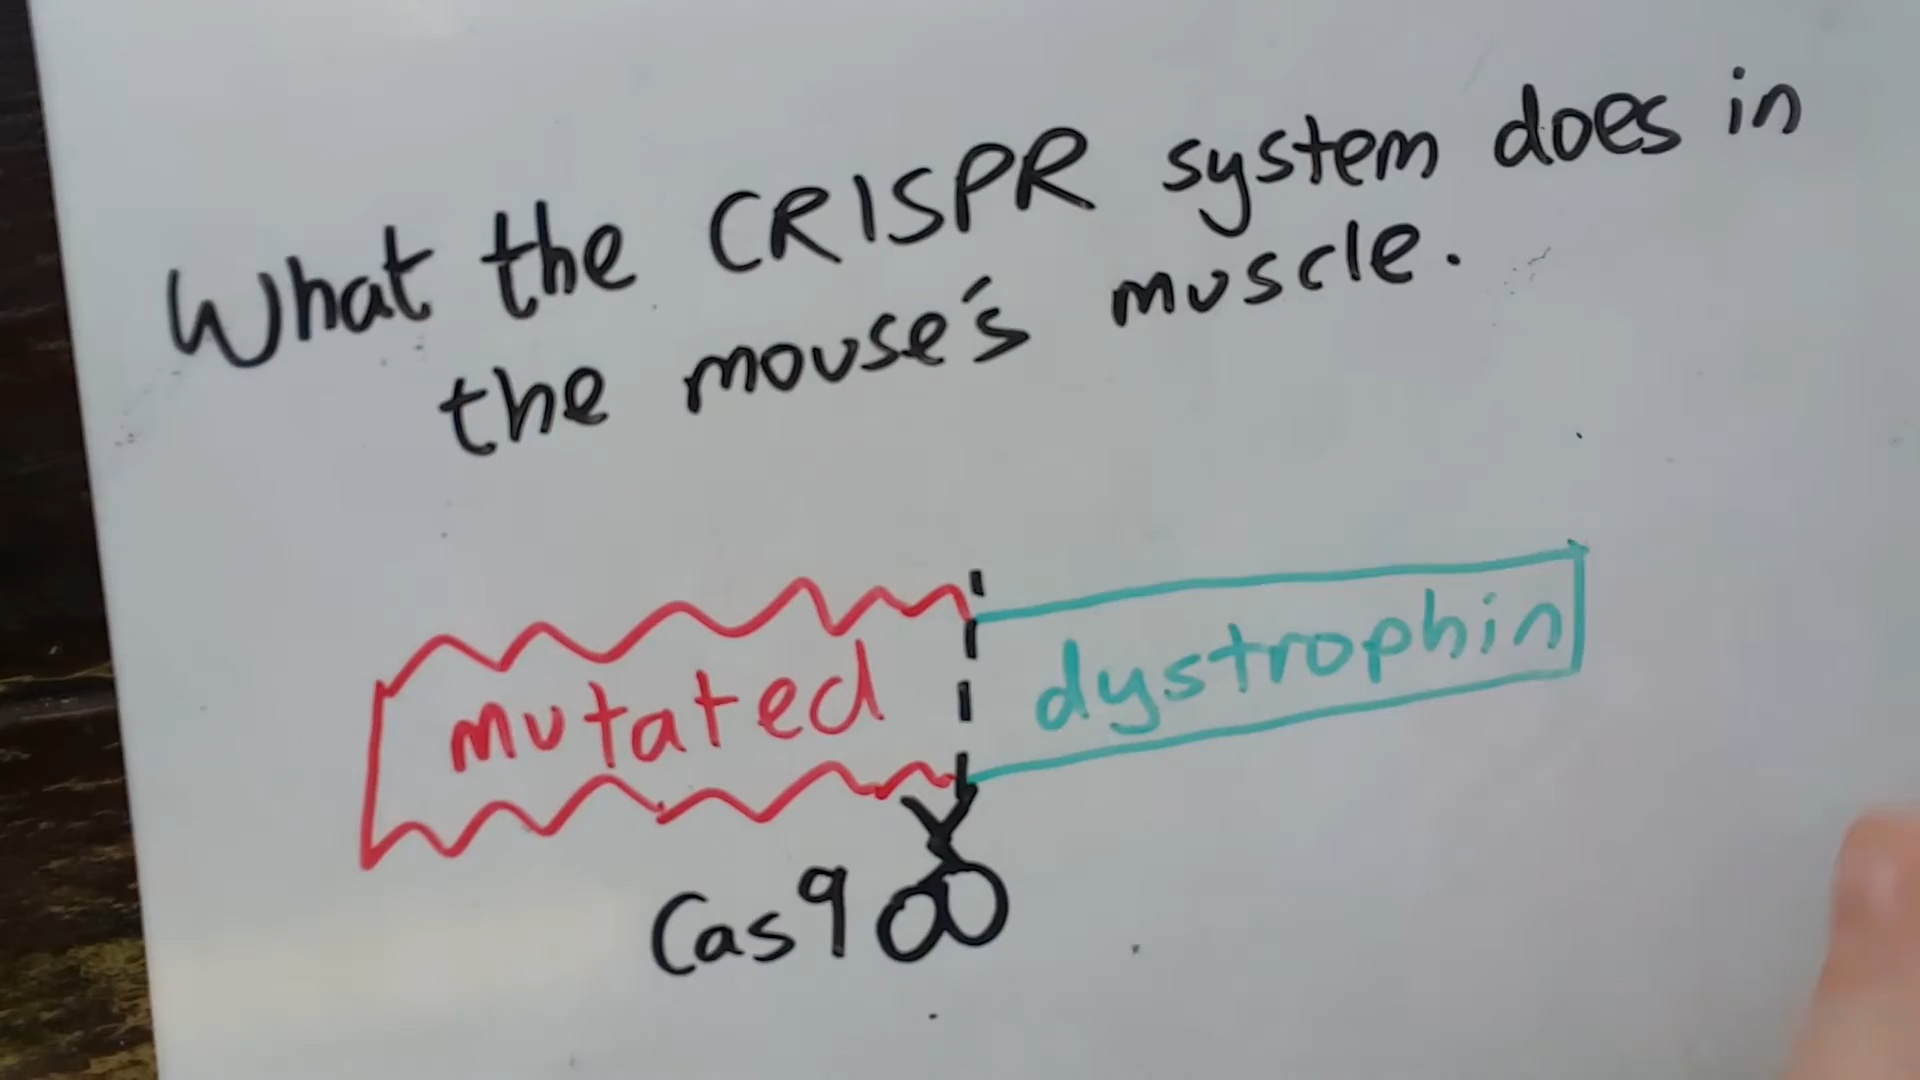 What the CRISPR system does in
the mouse's muscle.
mutated
dystrophin
Cas9